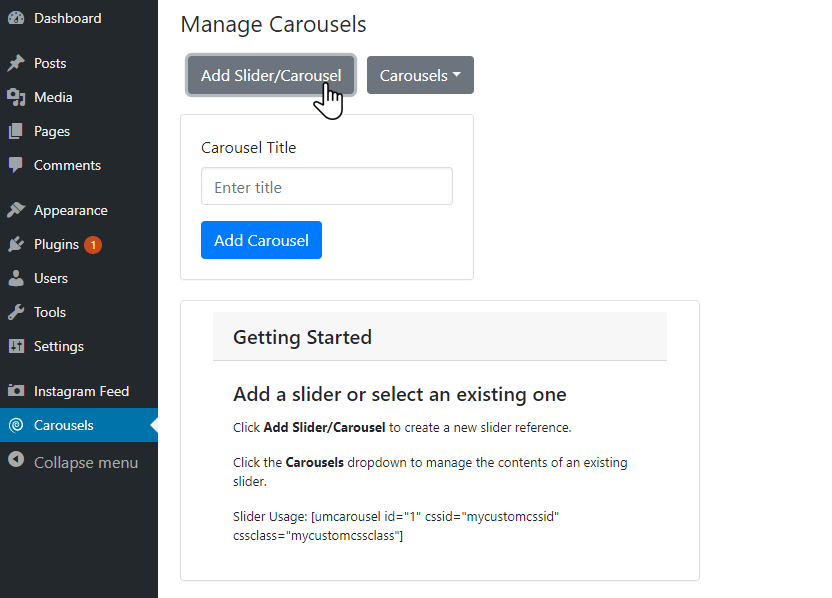 Dashboard
Posts
Media
Pages
Comments
Appearance
Plugins 1
Users
Tools
Settings
Instagram Feed
Carousels
Collapse menu
Manage Carousels
Add Slider/Carousel
Carousels
Carousel Title
Enter title
Add Carousel
Getting Started
Add a slider or select an existing one
Click Add Slider/Carousel to create a new slider reference.
Click the Carousels dropdown to manage the contents of an existing
slider.
Slider Usage: [umcarousel id="1" cssid="mycustomcssid"
cssclass="mycustomcssclass"]